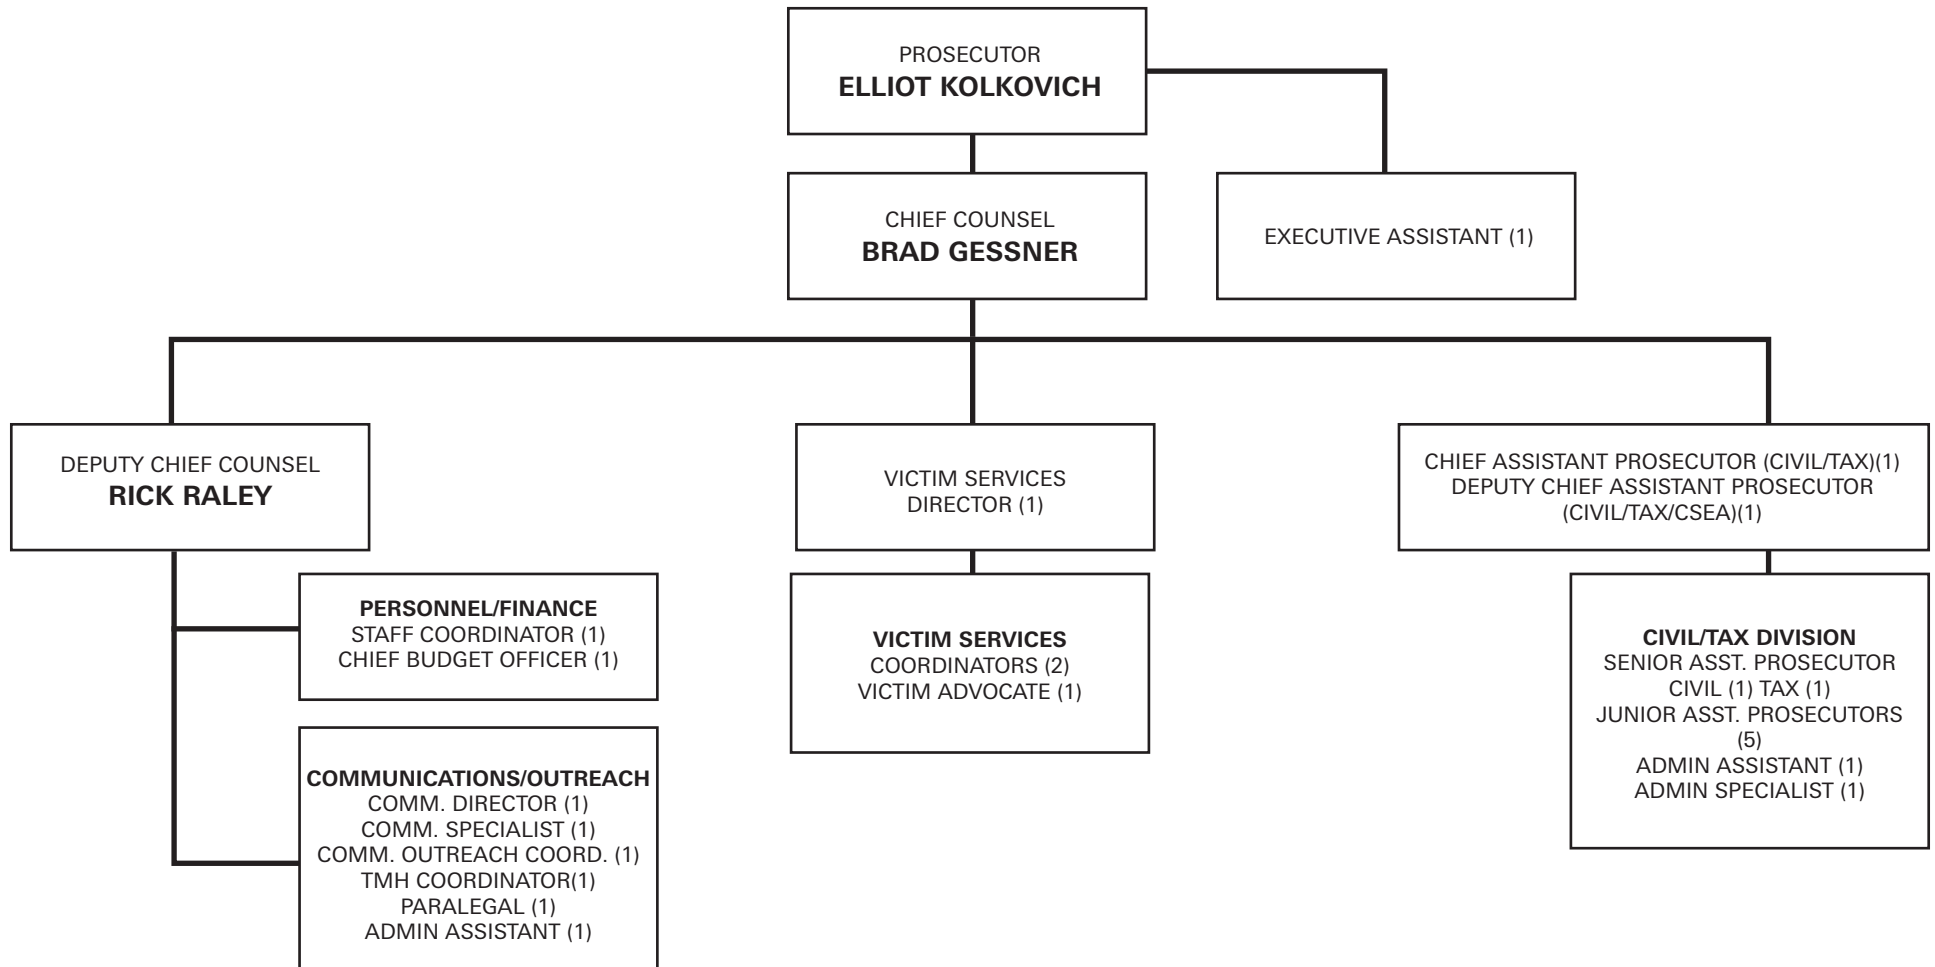 PROSECUTOR
ELLIOT KOLKOVICH
CHIEF COUNSEL
BRAD GESSNER
EXECUTIVE ASSISTANT (1)
DEPUTY CHIEF COUNSEL
RICK RALEY
VICTIM SERVICES
DIRECTOR (1)
CHIEF ASSISTANT PROSECUTOR (CIVIL/TAX)(1)
DEPUTY CHIEF ASSISTANT PROSECUTOR
(CIVIL/TAX/CSEA)(1)
PERSONNEL/FINANCE
STAFF COORDINATOR (1)
CHIEF BUDGET OFFICER (1)
COMMUNICATIONS/OUTREACH
COMM. DIRECTOR (1)
COMM. SPECIALIST (1)
COMM. OUTREACH COORD. (1)
TMH COORDINATOR(1)
PARALEGAL (1)
ADMIN ASSISTANT (1)
VICTIM SERVICES
COORDINATORS (2)
VICTIM ADVOCATE (1)
CIVIL/TAX DIVISION
SENIOR ASST. PROSECUTOR
CIVIL (1) TAX (1)
JUNIOR ASST. PROSECUTORS
(5)
ADMIN ASSISTANT (1)
ADMIN SPECIALIST (1)